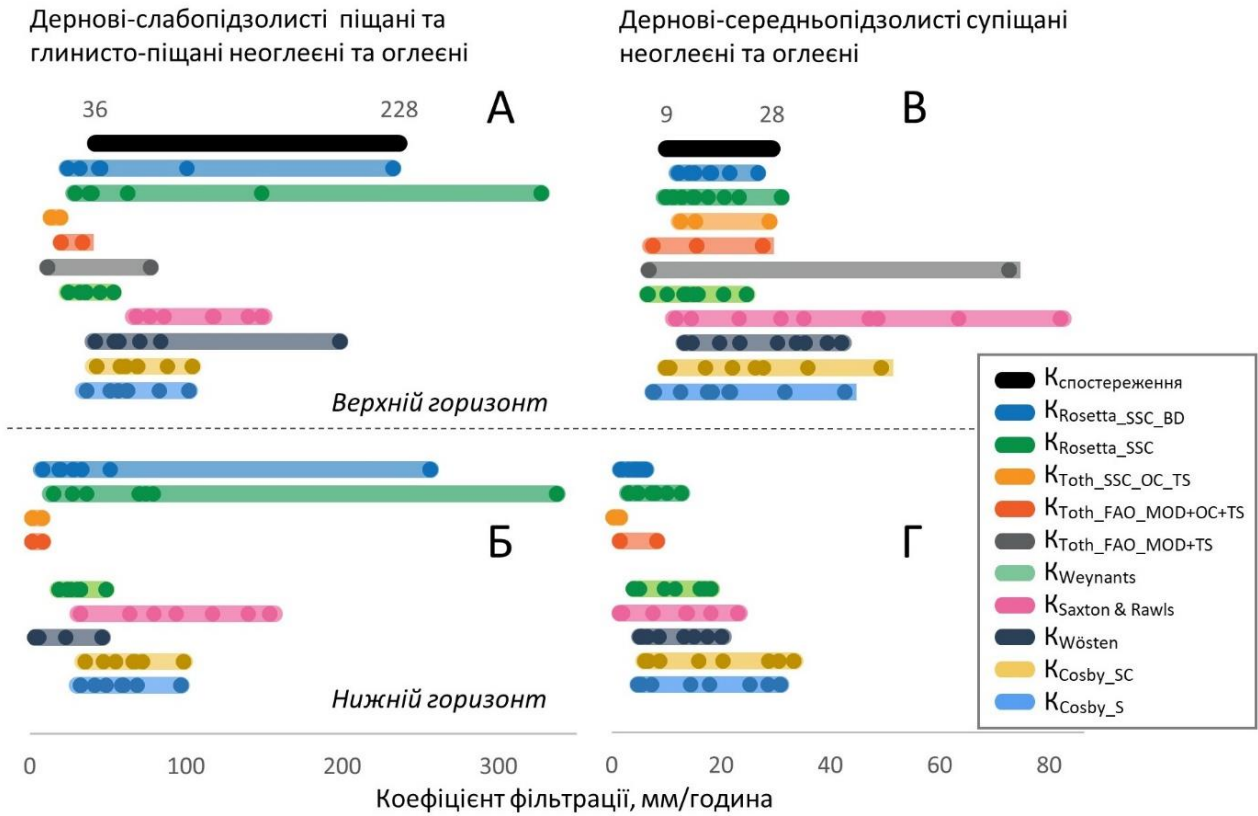 Дернові-слабопідзолисті піщані та
глинисто-піщані неоглеєні та оглеєні
Дернові-середньопідзолисті супіщані
неоглеєні та оглеєні
36
228
А
9
28
В
Верхній горизонт
Б
Г
Нижній горизонт
Kспостереження
KRosetta_SSC_BD
KRosetta_SSC
KToth_SSC_OC_TS
KToth_FAO_MOD+OC+TS
KToth_FAO_MOD+TS
KWeynants
KSaxton & Rawls
KWösten
KCosby_SC
KCosby_S
0
100
200
300
0
20
40
60
80
Коефіцієнт фільтрації, мм/година